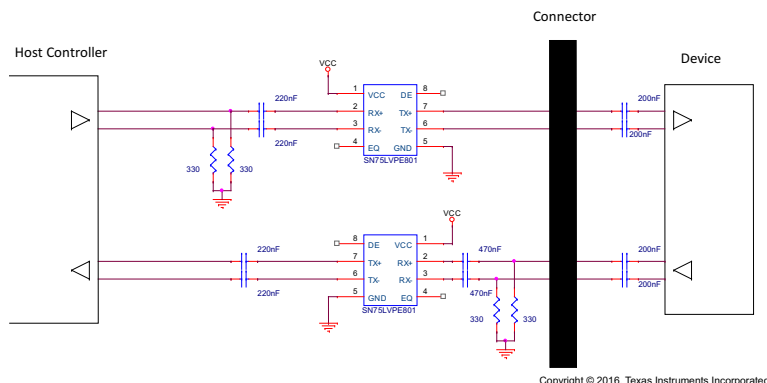 Connector
Host Controller
Device
VCC
220nF
200nF
1 VCC DE 8
2 RX+ TX+ 7
3 RX- TX- 6
4 EQ GND 5
220nF
200nF
SN75LVPE801
330 330
VCC
220nF
8 DE VCC 1
470nF
200nF
7 TX+ RX+ 2
6 TX- RX- 3
5 GND EQ 4
220nF
470nF
200nF
SN75LVPE801
330 330
Copyright © 2016, Texas Instruments Incorporated